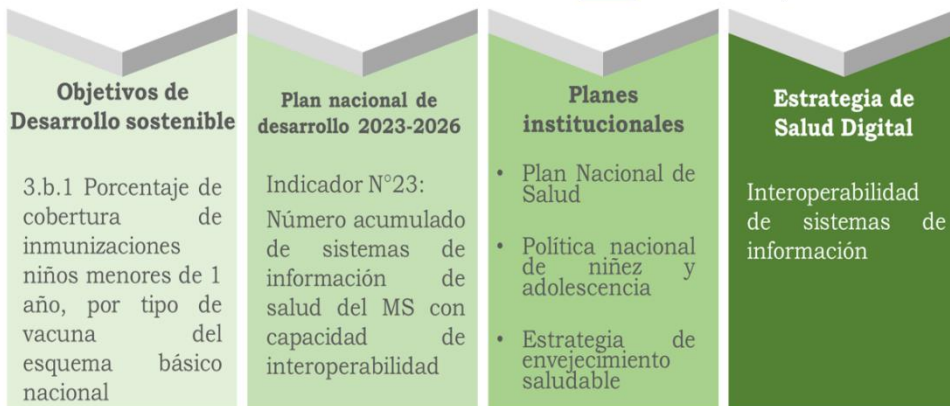 Objetivos de
Desarrollo sostenible
3.b.1 Porcentaje de
cobertura de
inmunizaciones
niños menores de 1
año, por tipo de
vacuna del
esquema básico
nacional
Plan nacional de
desarrollo 2023-2026
Indicador N°23:
Número acumulado
de sistemas de
información de
salud del MS con
capacidad de
interoperabilidad
Planes
institucionales
• Plan Nacional de
Salud
• Política nacional
de niñez y
adolescencia
• Estrategia de
envejecimiento
saludable
Estrategia de
Salud Digital
Interoperabilidad
de sistemas de
información